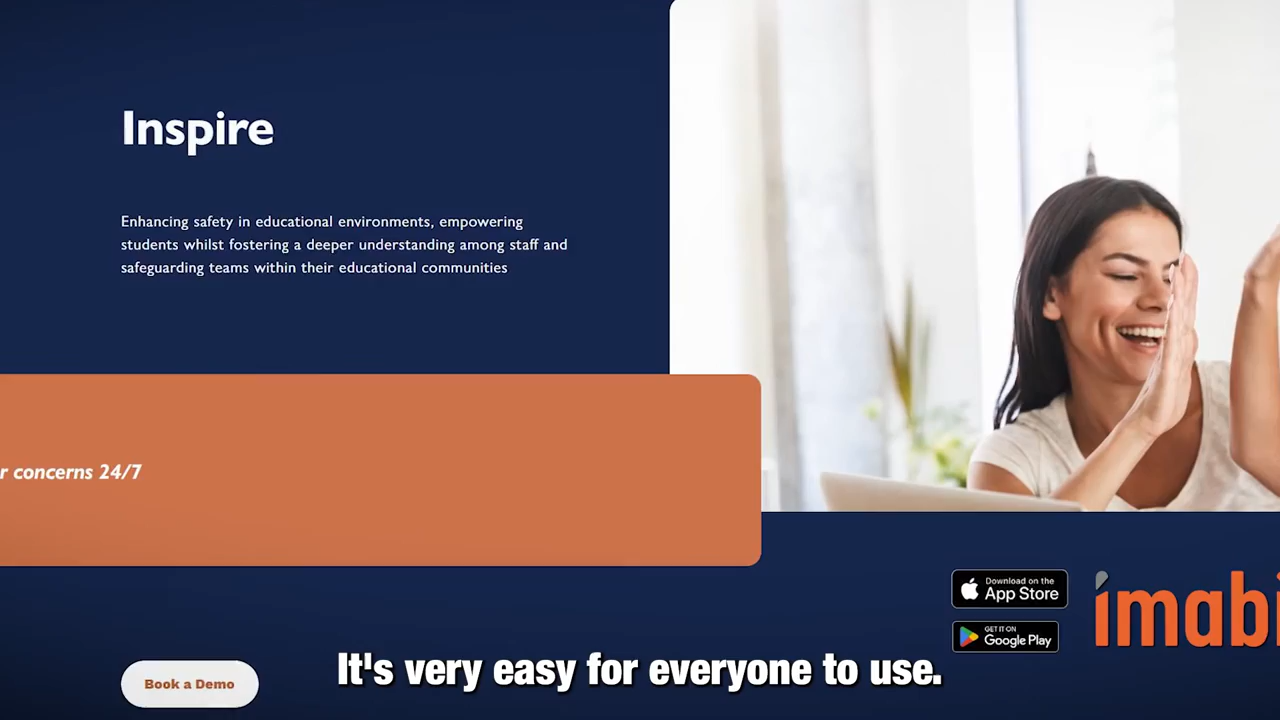 Inspire
Enhancing safety in educational environments, empowering
students whilst fostering a deeper understanding among staff and
safeguarding teams within their educational communities
r concerns 24/7
Download on the
App Store
GET IT ON
Google Play
imabi
Book a Demo
It's very easy for everyone to use.